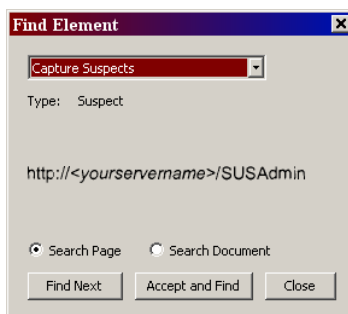 Find Element
Capture Suspects
Type: Suspect
http://<yourservername>/SUSAdmin
Search Page Search Document
Find Next Accept and Find Close